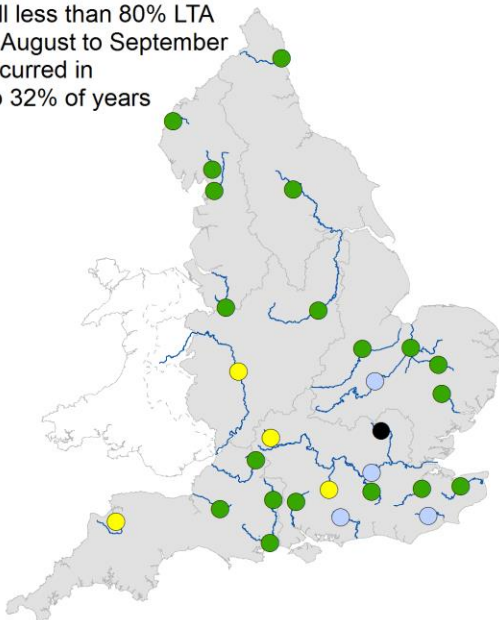 less than 80% LTA
August to September
in
32% of years